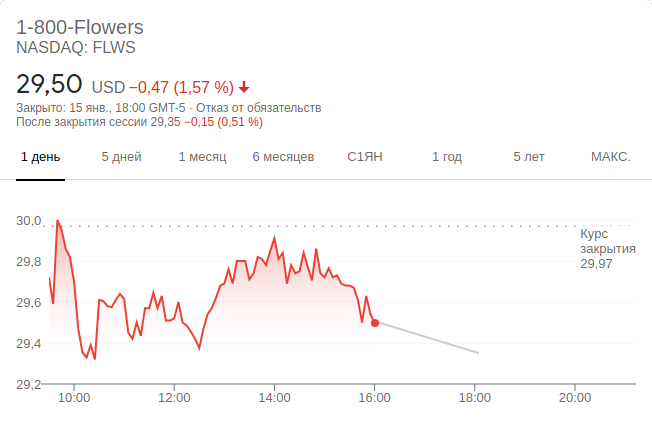 1-800-Flowers
NASDAQ: FLWS
29,50 USD −0,47 (1,57 %)
Закрыто: 15 янв., 18:00 GMT-5 · Отказ от обязательств
После закрытия сессии 29,35 −0,15 (0,51 %)
1 день 5 дней 1 месяц 6 месяцев С1ЯН 1 год 5 лет МАКС.
30,0
Курс
закрытия
29,97
29,8
29,6
29,4
29,2
10:00 12:00 14:00 16:00 18:00 20:00